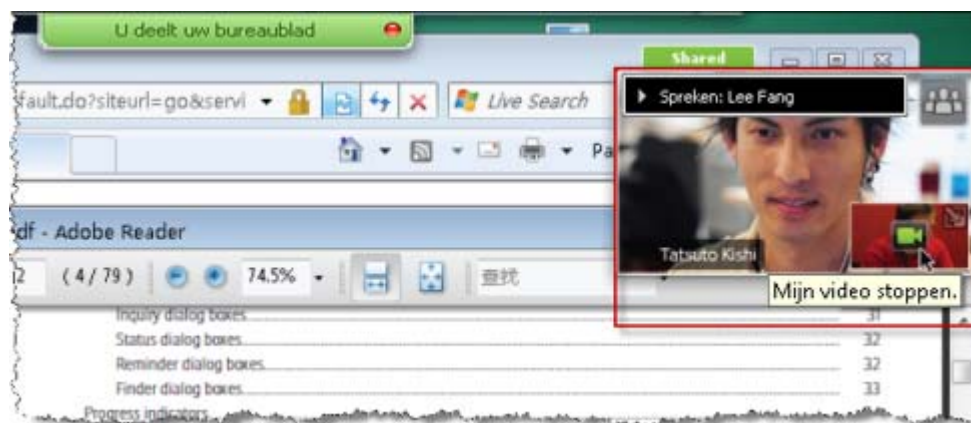 U deelt uw bureaublad
Shared
fault.do?siteurl=go&servi
Live Search
Spreken: Lee Fang
Pa
Tatsuto Kishi
Mijn video stoppen.
df - Adobe Reader
2 ( 4 / 79 ) 74.5% 查找
Inquiry dialog boxes 31
Status dialog boxes 32
Reminder dialog boxes 32
Finder dialog boxes 33
Progress indicators